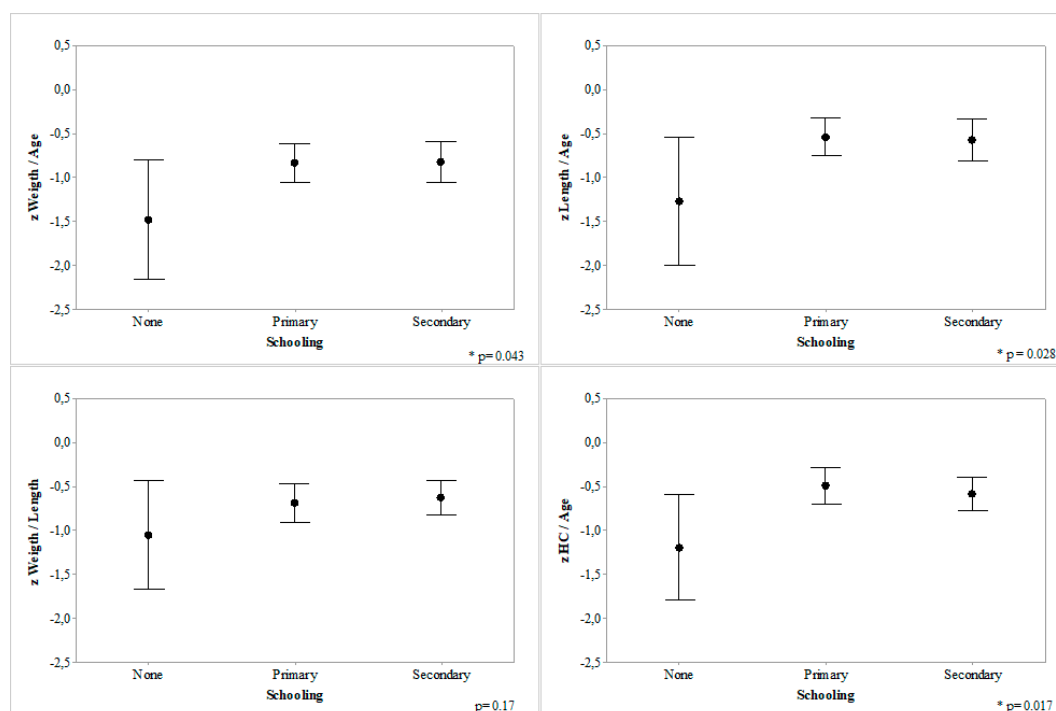 0,5
0,0
-0,5
-1,0
-1,5
-2,0
-2,5
z Weigth / Age
None Primary Secondary
Schooling
* p= 0.043
0,5
0,0
-0,5
-1,0
-1,5
-2,0
-2,5
z Length / Age
None Primary Secondary
Schooling
* p = 0.028
0,5
0,0
-0,5
-1,0
-1,5
-2,0
-2,5
z Weigth / Length
None Primary Secondary
Schooling
p= 0.17
0,5
0,0
-0,5
-1,0
-1,5
-2,0
-2,5
z HC / Age
None Primary Secondary
Schooling
* p = 0.017